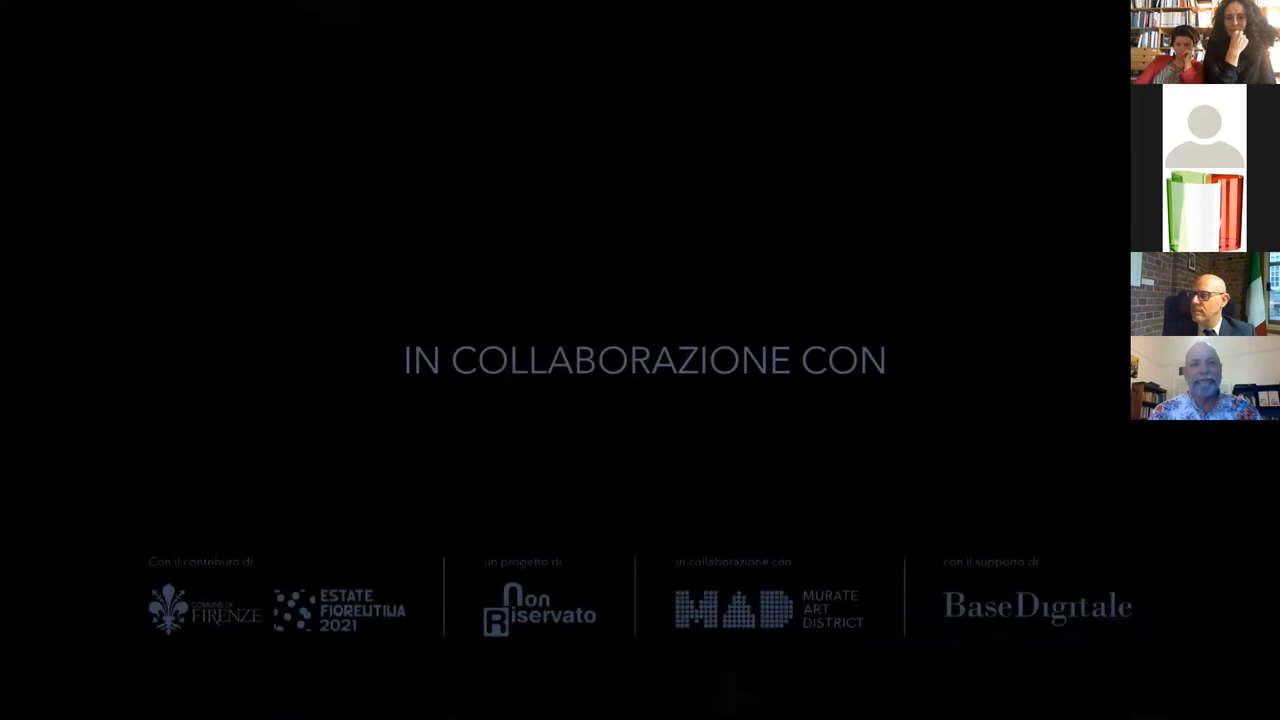 IN COLLABORAZIONE CON
Con il contributo di
COMUNE DI
FIRENZE
ESTATE
FIORENTINA
2021
un progetto di
Non
Riservato
in collaborazione con
MAD
MURATE
ART
DISTRICT
con il supporto di
BaseDigitale